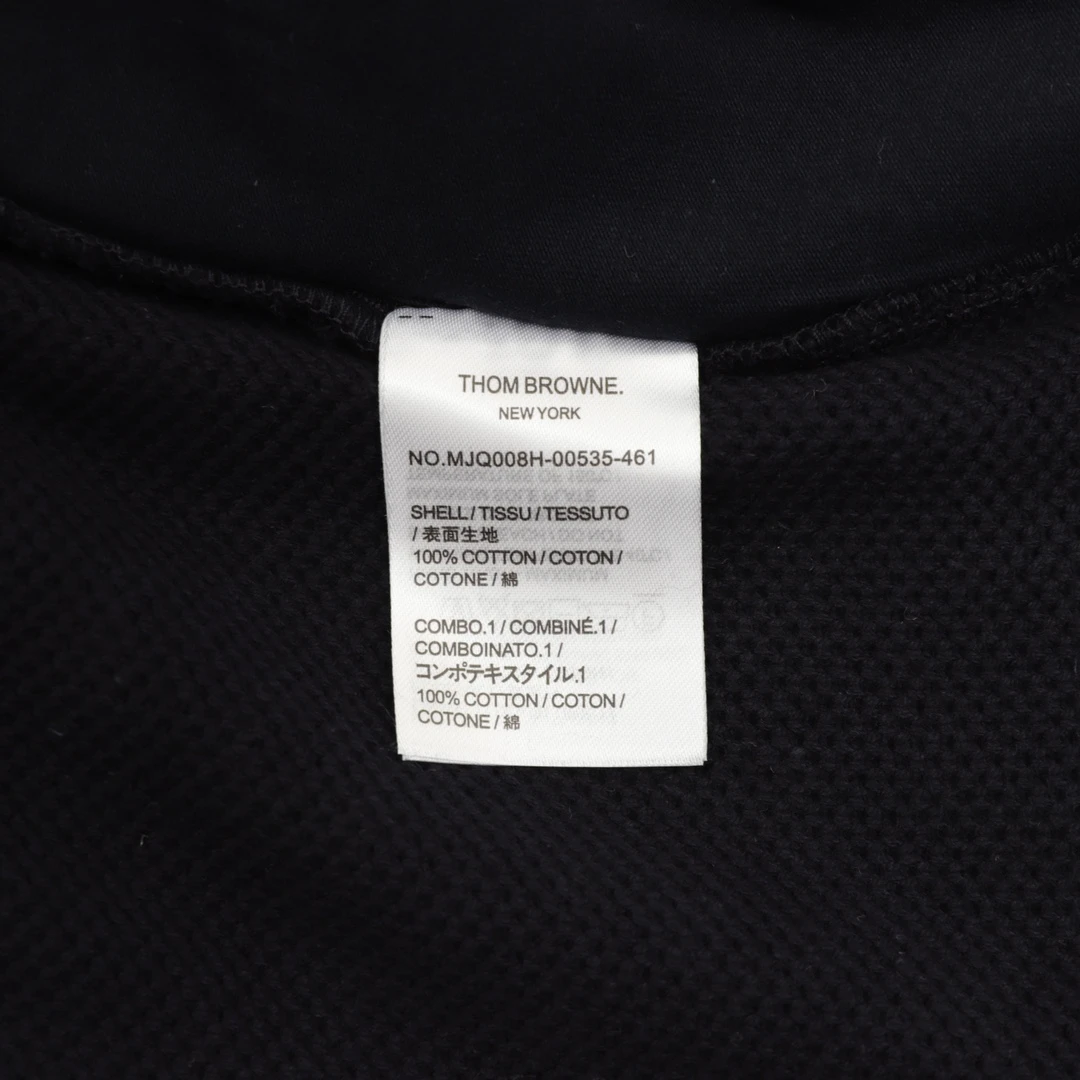 THOM BROWNE.
NEW YORK
NO.MJQ008H-00535-461
SHELL / TISSU / TESSUTO
/ 表面生地
100% COTTON / COTON /
COTONE / 綿
COMBO.1 / COMBINÉ.1 /
COMBOINATO.1 /
コンポテキスタイル.1
100% COTTON / COTON /
COTONE / 綿